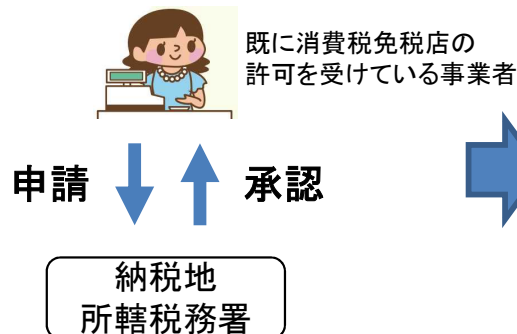 既に消費税免税店の
許可を受けている事業者
申請
承認
納税地
所轄税務署